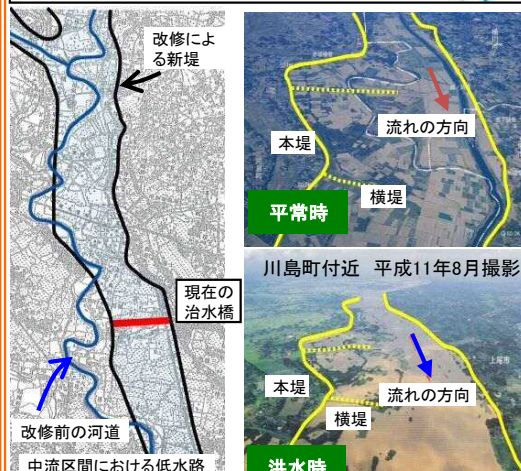 改修によ
る新堤
現在の
治水橋
改修前の河道
中流区間における低水路
流れの方向
本堤
横堤
平常時
川島町付近 平成11年8月撮影
上尾市
流れの方向
本堤
横堤
洪水時